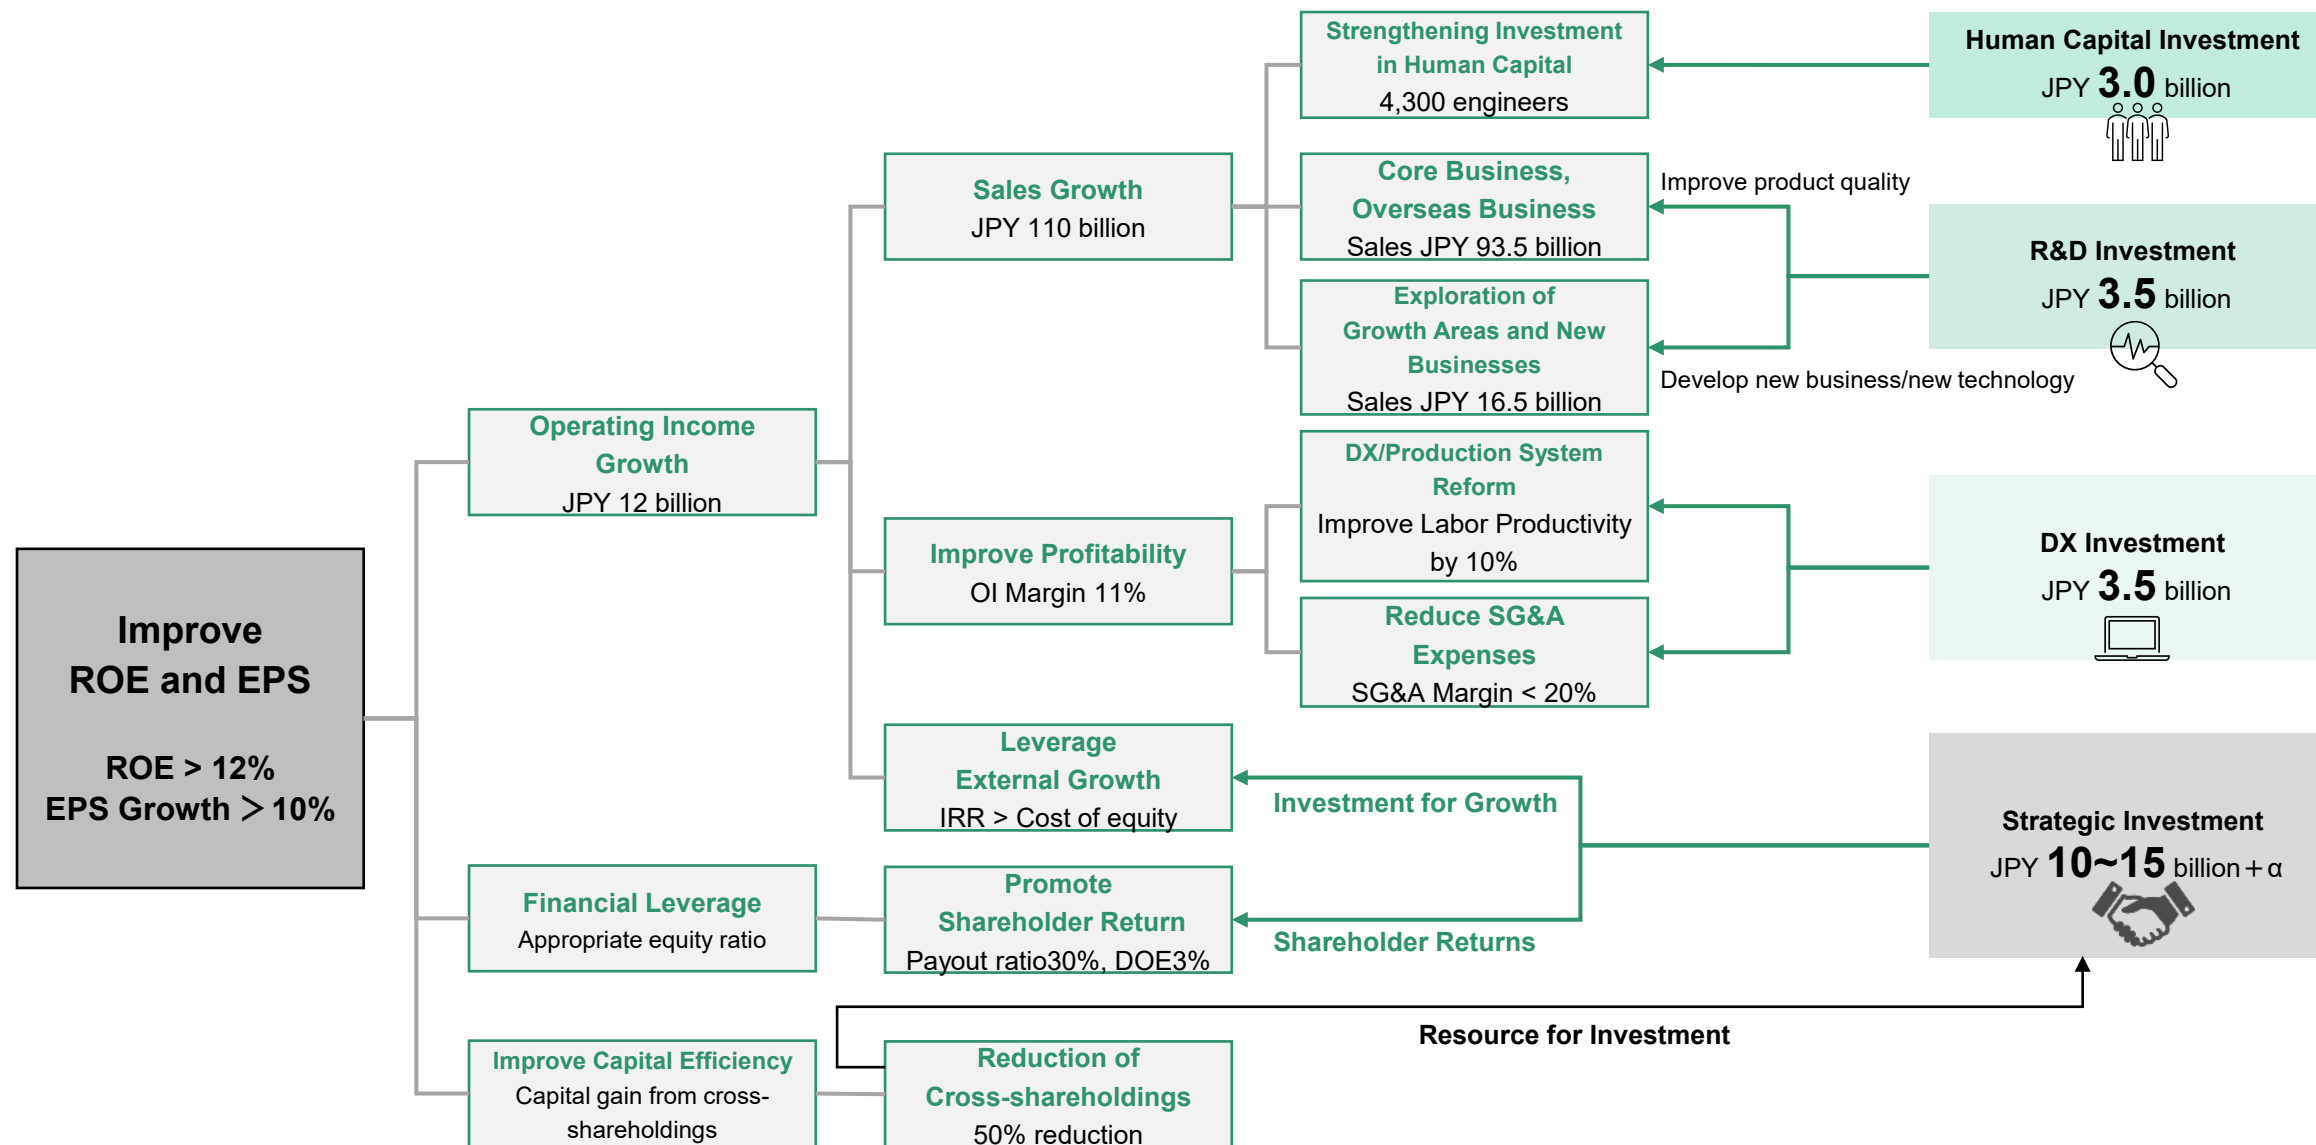 Improve
ROE and EPS
ROE > 12%
EPS Growth ＞10%
Operating Income
Growth
JPY 12 billion
Financial Leverage
Appropriate equity ratio
Improve Capital Efficiency
Capital gain from cross-
shareholdings
Sales Growth
JPY 110 billion
Improve Profitability
OI Margin 11%
Leverage
External Growth
IRR > Cost of equity
Promote
Shareholder Return
Payout ratio30%, DOE3%
Reduction of
Cross-shareholdings
50% reduction
Strengthening Investment
in Human Capital
4,300 engineers
Core Business,
Overseas Business
Sales JPY 93.5 billion
Exploration of
Growth Areas and New
Businesses
Sales JPY 16.5 billion
DX/Production System
Reform
Improve Labor Productivity
by 10%
Reduce SG&A
Expenses
SG&A Margin < 20%
Investment for Growth
Shareholder Returns
Resource for Investment
Improve product quality
Develop new business/new technology
Human Capital Investment
JPY 3.0 billion
R&D Investment
JPY 3.5 billion
DX Investment
JPY 3.5 billion
Strategic Investment
JPY 10~15 billion＋α